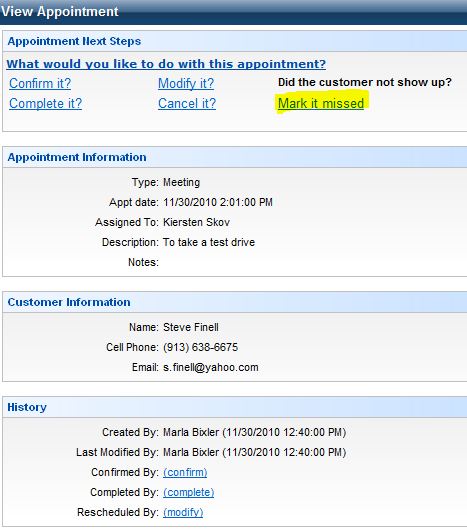 View Appointment
Appointment Next Steps
What would you like to do with this appointment?
Confirm it? Modify it? Did the customer not show up?
Complete it? Cancel it? Mark it missed
Appointment Information
Type: Meeting
Appt date: 11/30/2010 2:01:00 PM
Assigned To: Kiersten Skov
Description: To take a test drive
Notes:
Customer Information
Name: Steve Finell
Cell Phone: (913) 638-6675
Email: s.finell@yahoo.com
History
Created By: Marla Bixler (11/30/2010 12:40:00 PM)
Last Modified By: Marla Bixler (11/30/2010 12:40:00 PM)
Confirmed By: (confirm)
Completed By: (complete)
Rescheduled By: (modify)